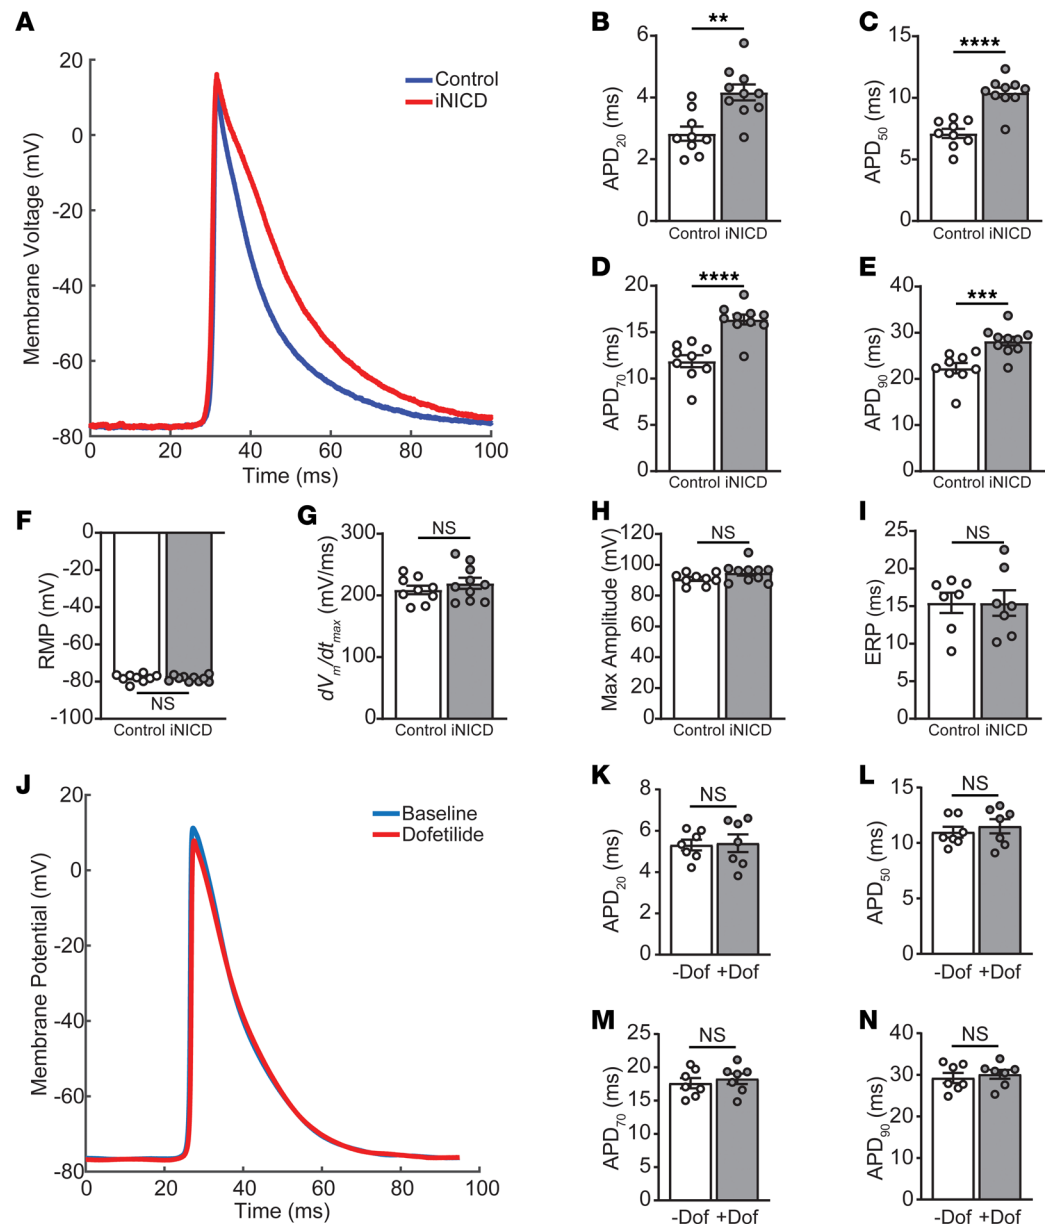 A
20
0
-20
-40
-60
-80
Membrane Voltage (mV)
0 20 40 60 80 100
Time (ms)
Control
iNICD
B
6
4
2
0
APD20 (ms)
**
Control iNICD
C
15
10
5
0
APD50 (ms)
****
Control iNICD
D
20
15
10
5
0
APD70 (ms)
****
Control iNICD
E
40
30
20
10
0
APD90 (ms)
***
Control iNICD
F
0
-20
-40
-60
-80
-100
RMP (mV)
NS
Control iNICD
G
300
200
100
0
dVm/dtmax (mV/ms)
NS
Control iNICD
H
120
100
80
60
40
20
0
Max Amplitude (mV)
NS
Control iNICD
I
25
20
15
10
5
0
ERP (ms)
NS
Control iNICD
J
20
0
-20
-40
-60
-80
Membrane Potential (mV)
0 20 40 60 80 100
Time (ms)
Baseline
Dofetilide
K
8
6
4
2
0
APD20 (ms)
NS
-Dof +Dof
L
15
10
5
0
APD50 (ms)
NS
-Dof +Dof
M
25
20
15
10
5
0
APD70 (ms)
NS
-Dof +Dof
N
40
30
20
10
0
APD90 (ms)
NS
-Dof +Dof